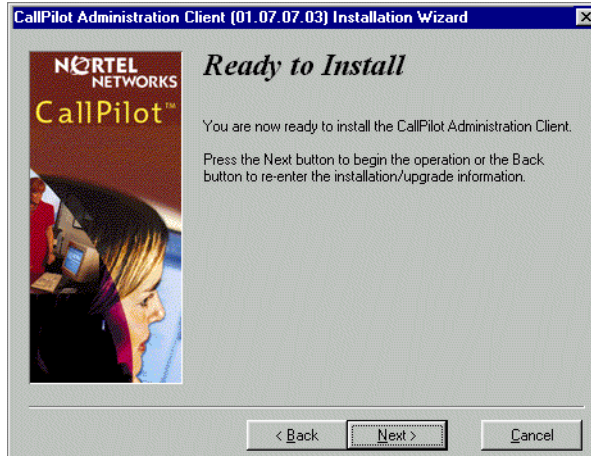 CallPilot Administration Client (01.07.07.03) Installation Wizard
NORTEL
NETWORKS
CallPilot™
Ready to Install
You are now ready to install the CallPilot Administration Client.
Press the Next button to begin the operation or the Back
button to re-enter the installation/upgrade information.
< Back
Next >
Cancel